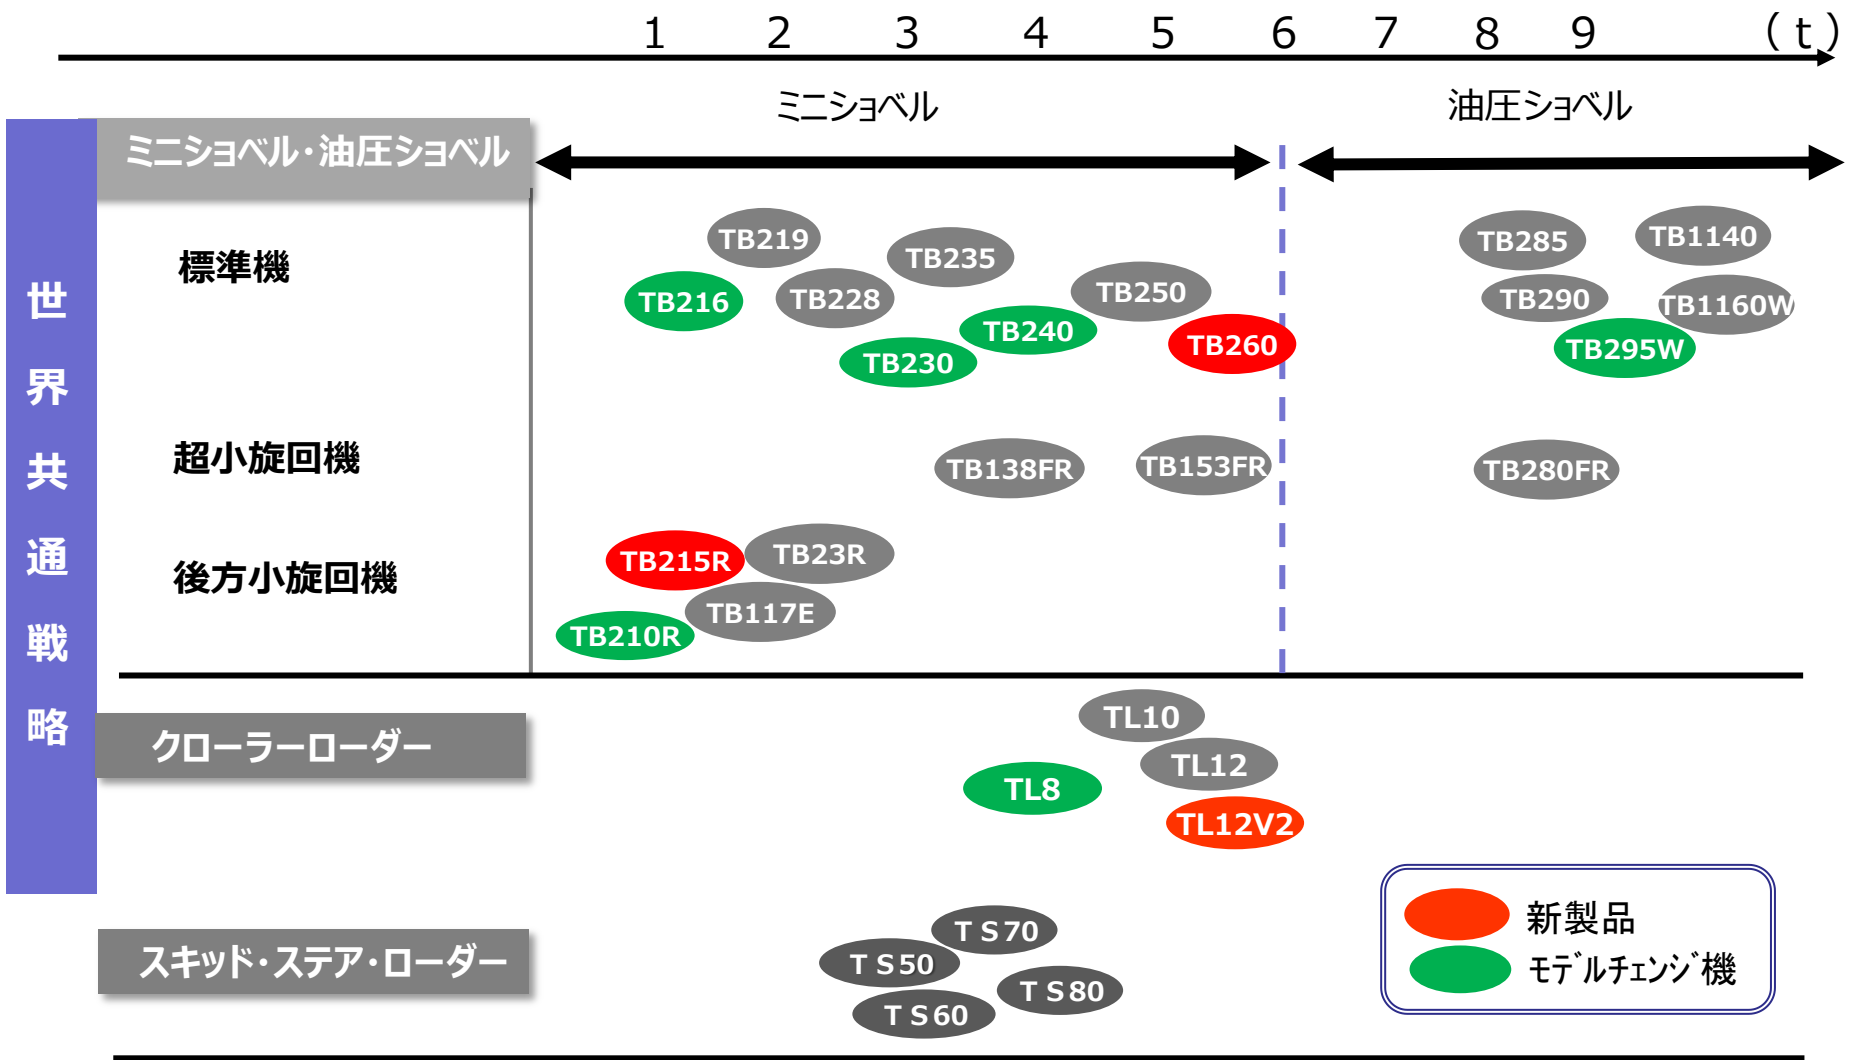 1 2 3 4 5 6 7 8 9 (t)
ミニショベル 油圧ショベル
ミニショベル・油圧ショベル
世界共通戦略
標準機
TB219 TB235 TB285 TB1140
TB216 TB228 TB250 TB290 TB1160W
TB230 TB240 TB260 TB295W
超小旋回機
TB138FR TB153FR TB280FR
後方小旋回機
TB215R TB23R
TB210R TB117E
クローラーローダー
TL10
TL12
TL8
TL12V2
スキッド・ステア・ローダー
ＴＳ70
ＴＳ50
ＴＳ80
ＴＳ60
新製品
ﾓﾃﾞﾙﾁｪﾝｼﾞ機